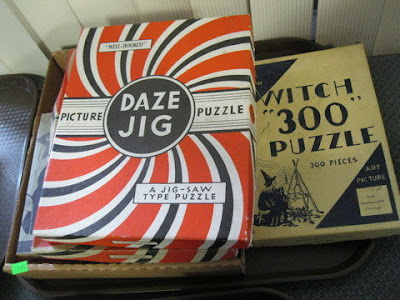 "WELL-HOOKED"
PICTURE
DAZE
JIG
PUZZLE
A JIG-SAW
TYPE PUZZLE
WITCH
"300"
PUZZLE
300 PIECES
ART
PICTURE